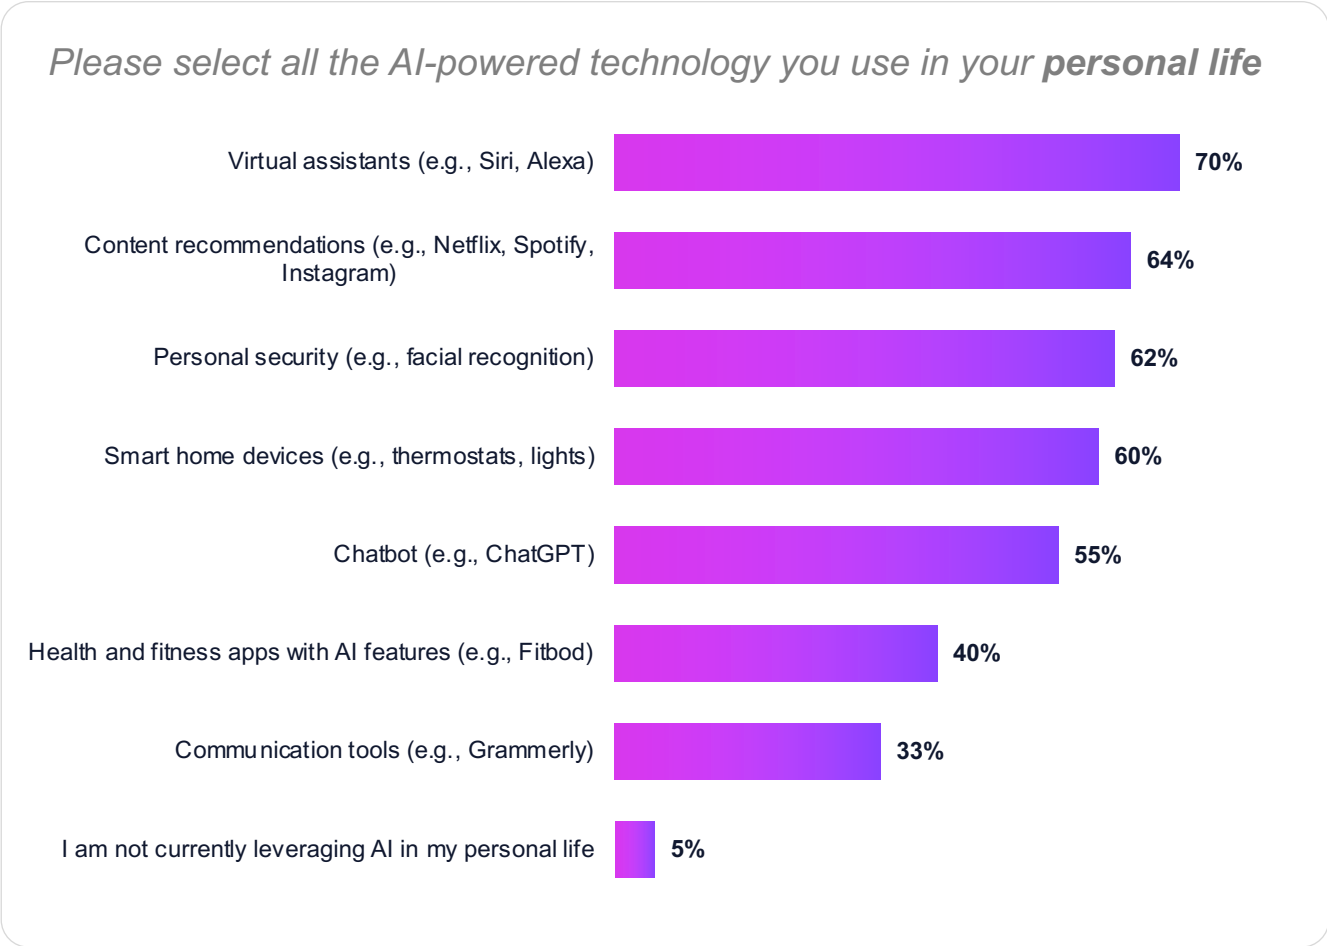 Please select all the AI-powered technology you use in your personal life
Virtual assistants (e.g., Siri, Alexa)
70%
Content recommendations (e.g., Netflix, Spotify,
Instagram)
64%
Personal security (e.g., facial recognition)
62%
Smart home devices (e.g., thermostats, lights)
60%
Chatbot (e.g., ChatGPT)
55%
Health and fitness apps with AI features (e.g., Fitbod)
40%
Communication tools (e.g., Grammerly)
33%
I am not currently leveraging AI in my personal life
5%